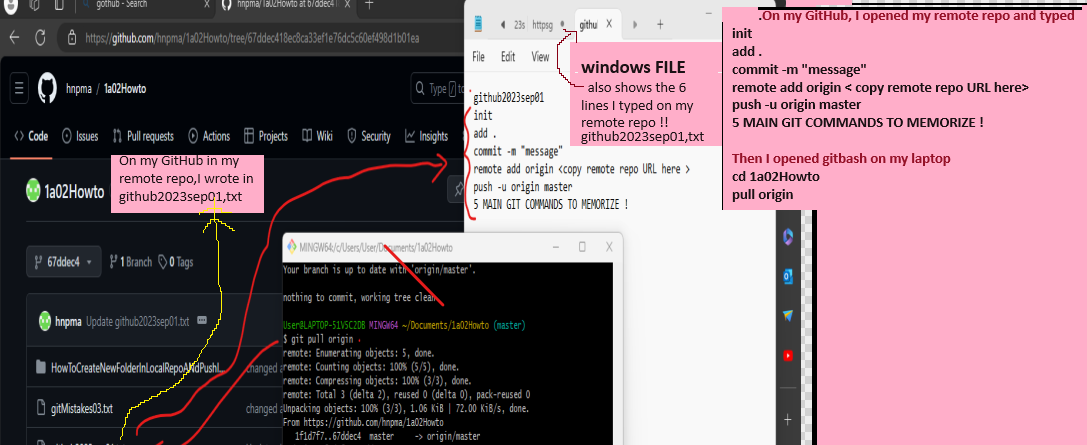 gothub - Search
hnpma/1a02Howto at 67ddec41
https://github.com/hnpma/1a02Howto/tree/67ddec418ec8ca33ef1e76dc5c60ef498d1b01ea
hnpma / 1a02Howto
Type / to
Code
Issues
Pull requests
Actions
Projects
Wiki
Security
Insights
On my GitHub in my
remote repo,I wrote in
github2023sep01,txt
1a02Howto
67ddec4
1 Branch
0 Tags
hnpma Update github2023sep01.txt
HowToCreateNewFolderInLocalRepoANdPushI...
changed a
gitMistakes03.txt
changed
23s
httpsg
githu
File Edit View
github2023sep01
init
add .
commit -m "message"
remote add origin <copy remote repo URL here >
push -u origin master
5 MAIN GIT COMMANDS TO MEMORIZE !
windows FILE
also shows the 6
lines I typed on my
remote repo !!
github2023sep01,txt
MINGW64:/c/Users/User/Documents/1a02Howto
Your branch is up to date with 'origin/master'.
nothing to commit, working tree clean
User@LAPTOP-51V5C2DB MINGW64 ~/Documents/1a02Howto (master)
$ git pull origin
remote: Enumerating objects: 5, done.
remote: Counting objects: 100% (5/5), done.
remote: Compressing objects: 100% (3/3), done.
remote: Total 3 (delta 2), reused 0 (delta 0), pack-reused 0
Unpacking objects: 100% (3/3), 1.06 KiB | 72.00 KiB/s, done.
From https://github.com/hnpma/1a02Howto
1f1d7f7..67ddec4 master -> origin/master
.On my GitHub, I opened my remote repo and typed
init
add .
commit -m "message"
remote add origin < copy remote repo URL here>
push -u origin master
5 MAIN GIT COMMANDS TO MEMORIZE !
Then I opened gitbash on my laptop
cd 1a02Howto
pull origin